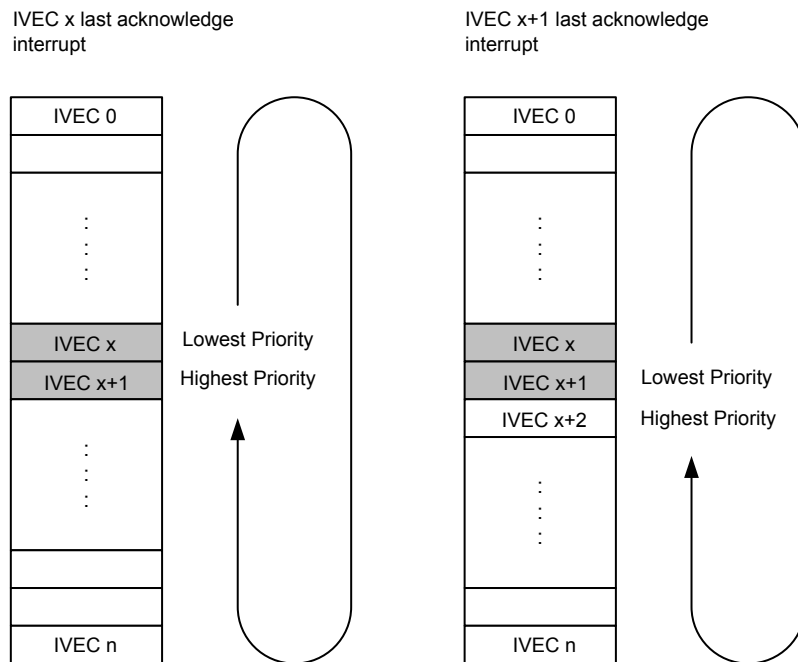 IVEC x last acknowledge
interrupt
IVEC 0
IVEC x
Lowest Priority
IVEC x+1
Highest Priority
IVEC n
IVEC x+1 last acknowledge
interrupt
IVEC 0
IVEC x
IVEC x+1
Lowest Priority
IVEC x+2
Highest Priority
IVEC n